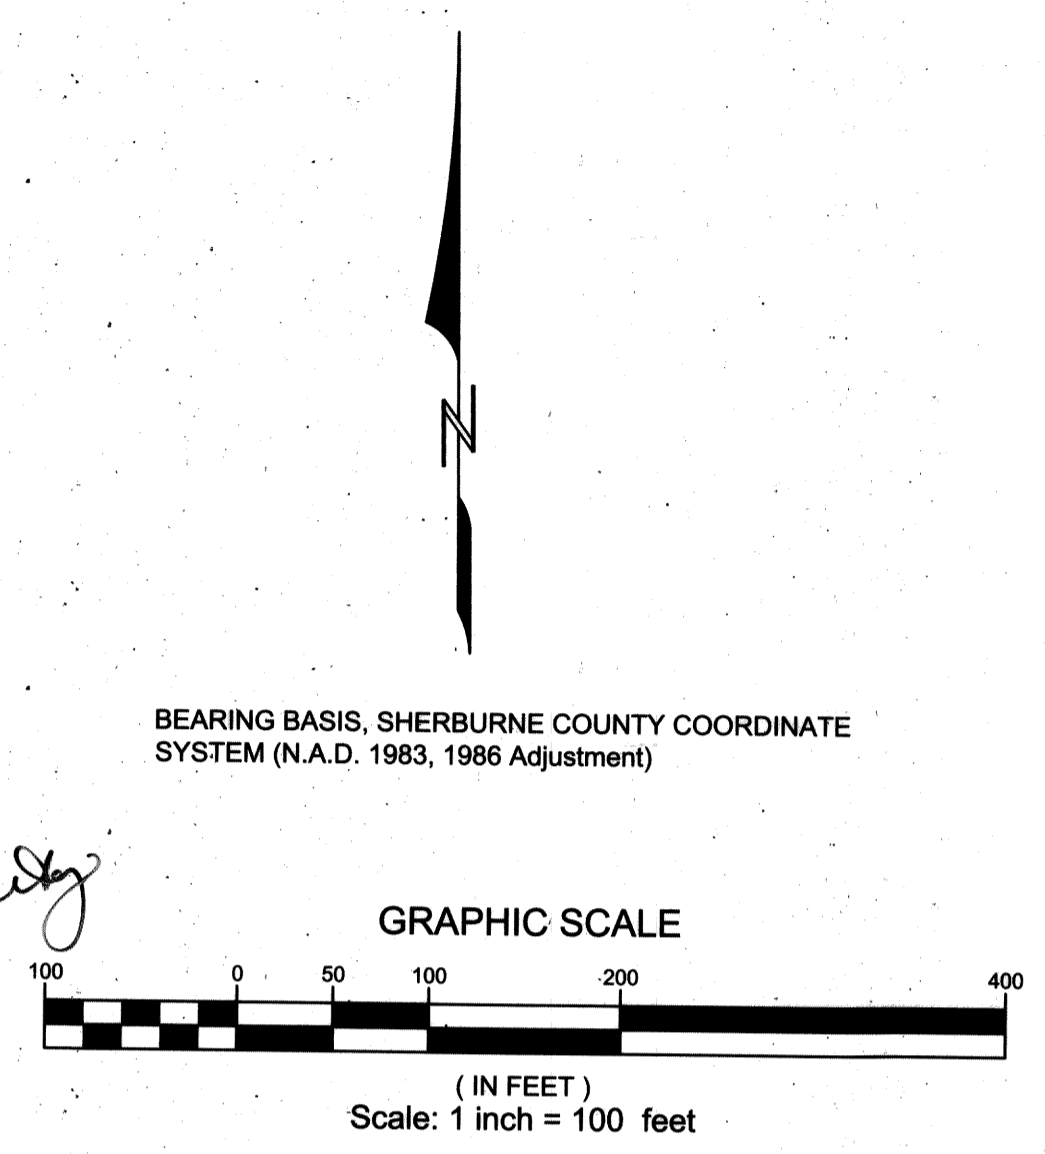 N
BEARING BASIS, SHERBURNE COUNTY COORDINATE
SYSTEM (N.A.D. 1983, 1986 Adjustment)
GRAPHIC SCALE
100 0 50 100 200 400
( IN FEET )
Scale: 1 inch = 100 feet